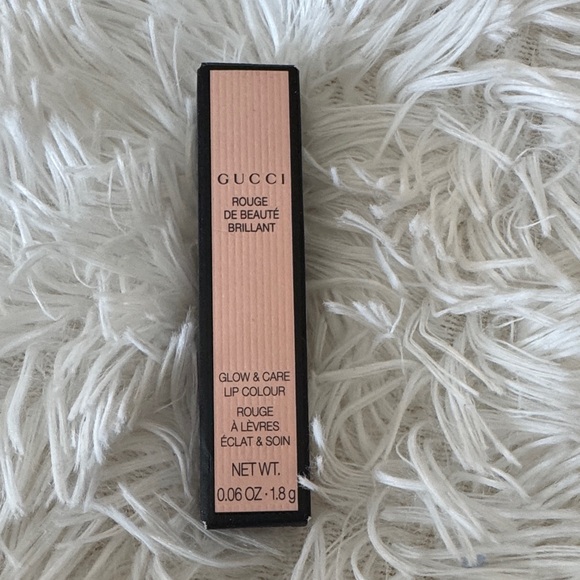 GUCCI
ROUGE
DE BEAUTÉ
BRILLANT
GLOW & CARE
LIP COLOUR
ROUGE
À LÈVRES
ÉCLAT & SOIN
NET WT.
0.06 OZ · 1.8 g